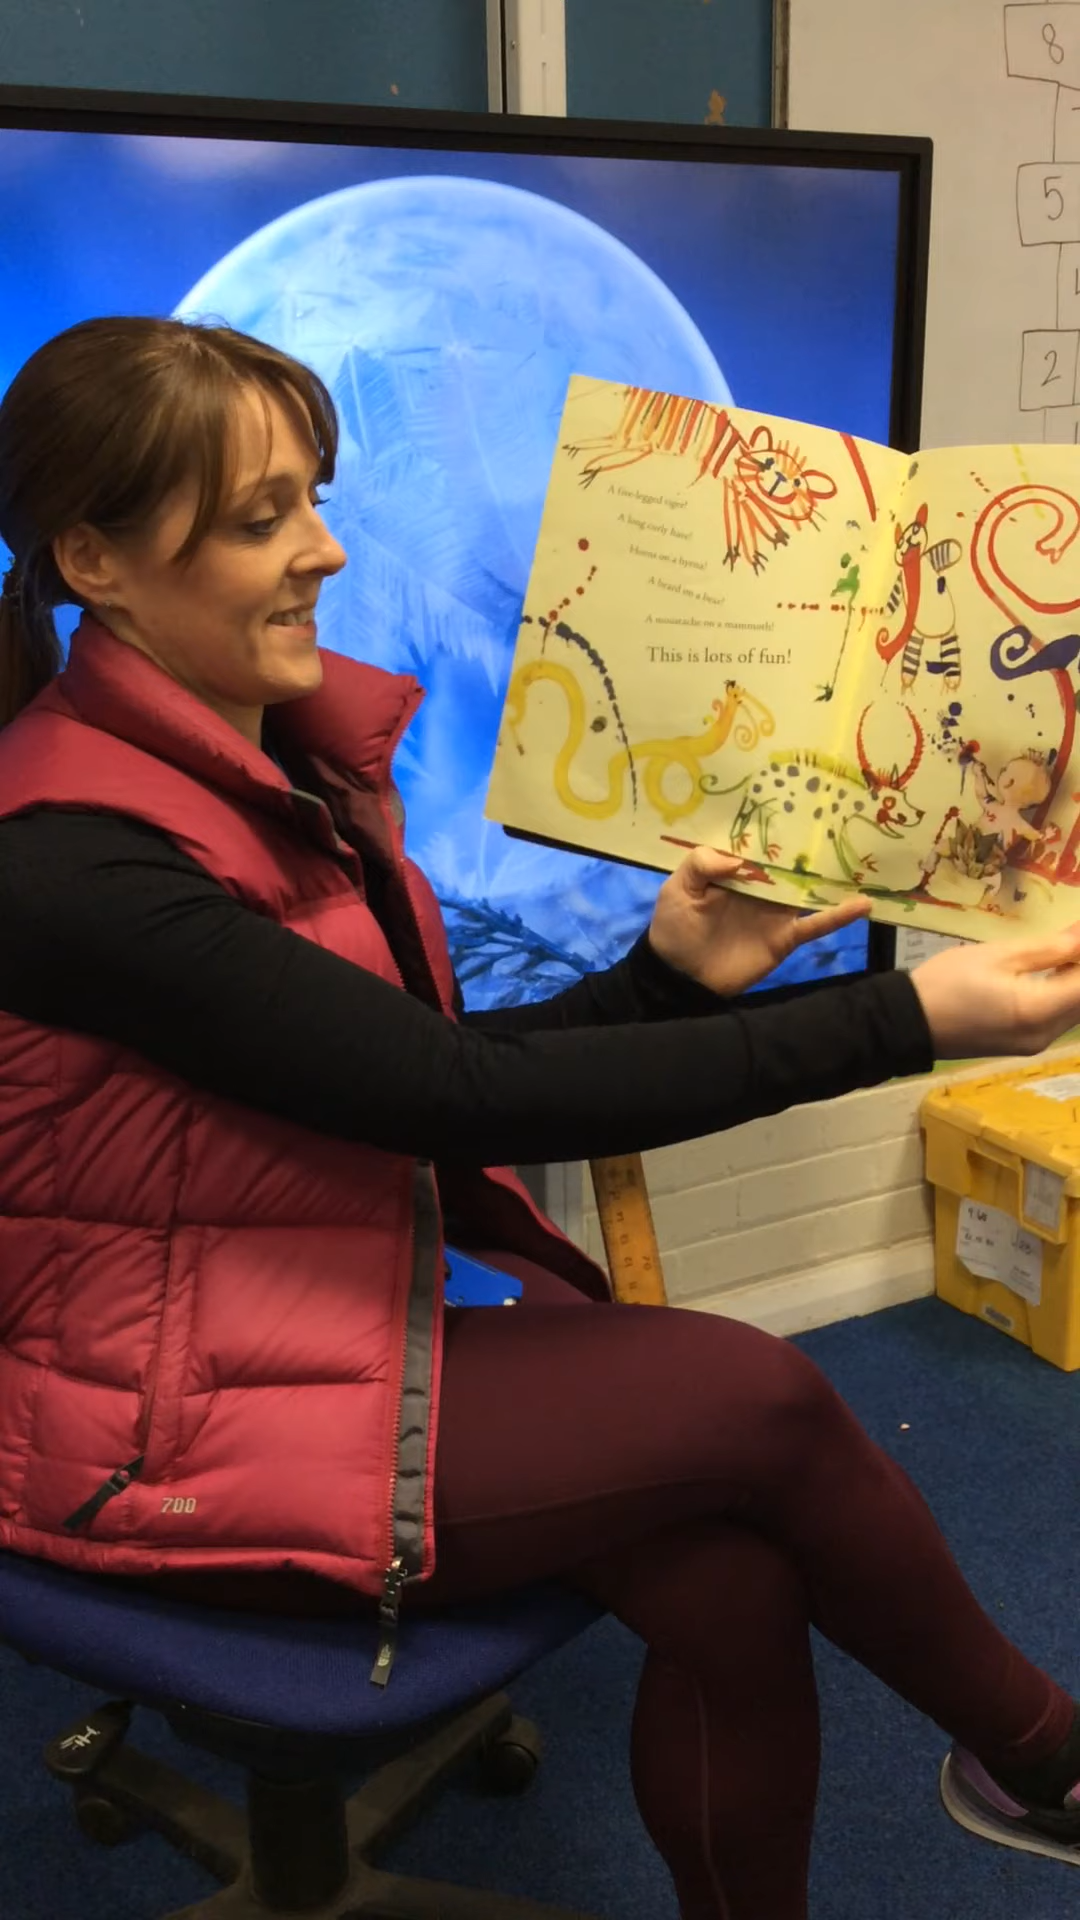 8
5
2
A five-legged tiger!
A long curly hare!
Horns on a hyena!
A beard on a bear!
A moustache on a mammoth!
This is lots of fun!
700